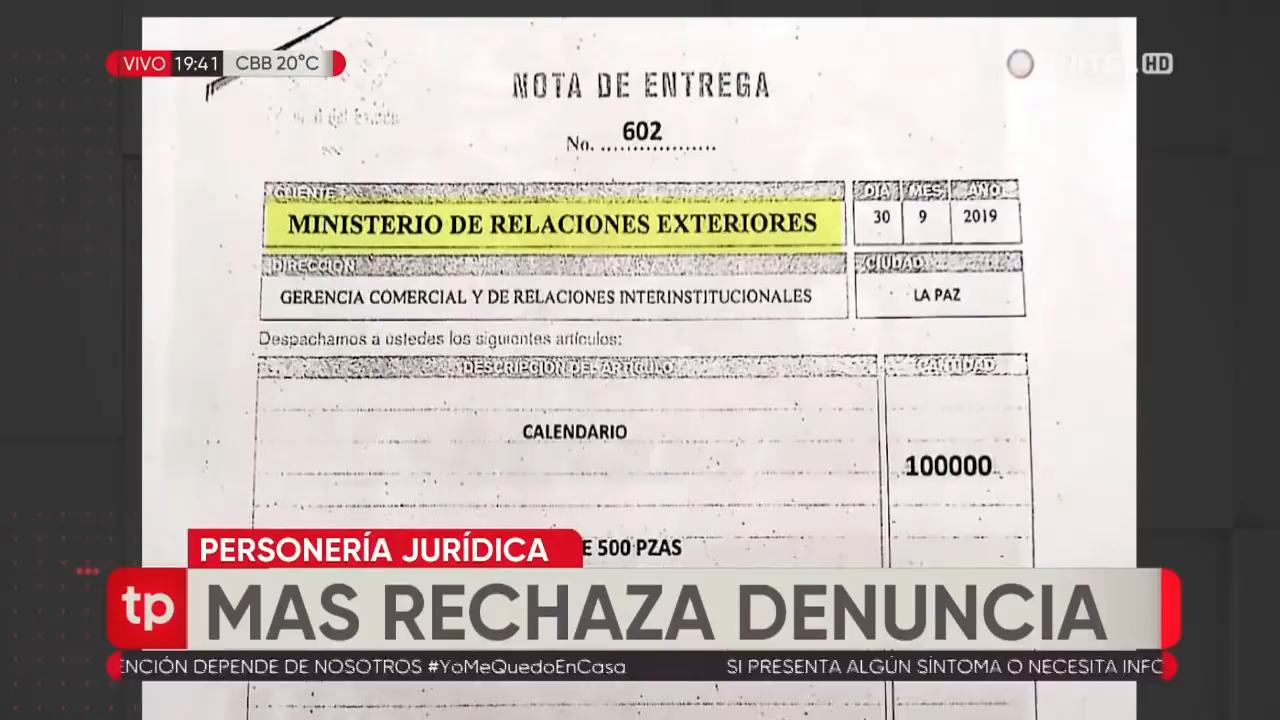 VIVO 19:41 CBB 20°C
HD
NOTA DE ENTREGA
No. 602
CLIENTE
DIA MES AÑO
MINISTERIO DE RELACIONES EXTERIORES
30 9 2019
DIRECCION
CIUDAD
GERENCIA COMERCIAL Y DE RELACIONES INTERINSTITUCIONALES
LA PAZ
Despachamos a ustedes los siguientes artículos:
DESCRIPCION DEL ARTICULO
CANTIDAD
CALENDARIO
100000
E 500 PZAS
PERSONERÍA JURÍDICA
tp MAS RECHAZA DENUNCIA
ENCIÓN DEPENDE DE NOSOTROS #YoMeQuedoEnCasa SI PRESENTA ALGÚN SÍNTOMA O NECESITA INFO